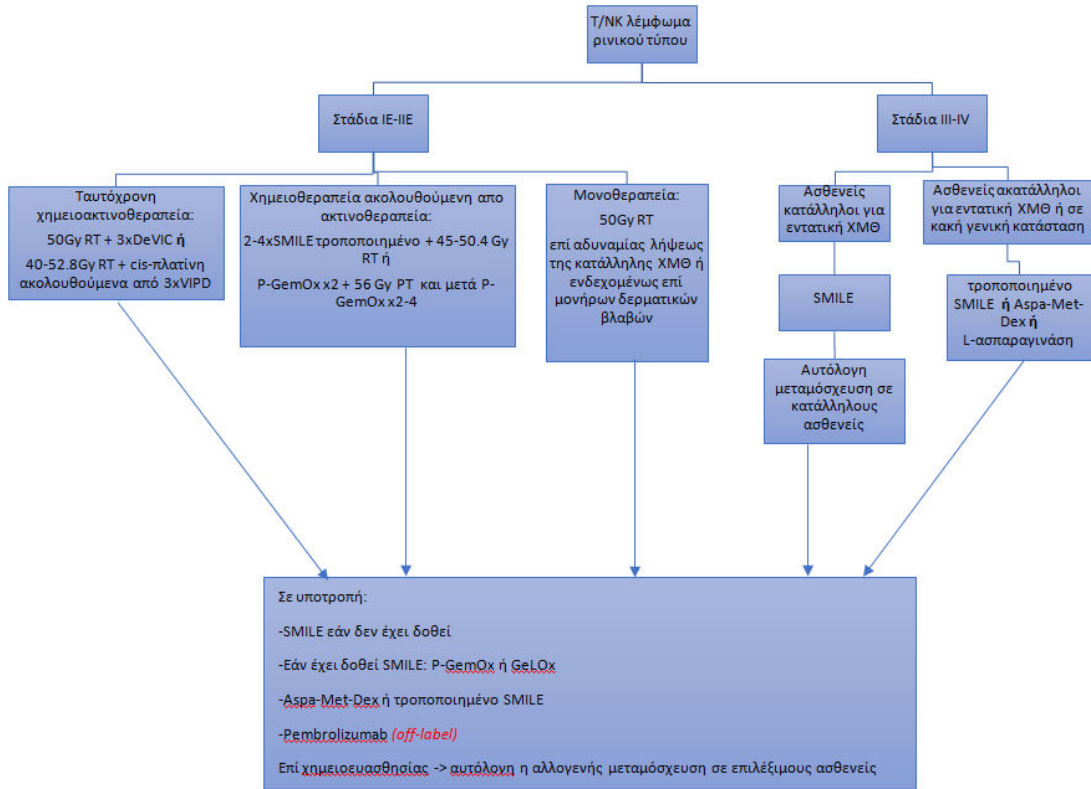 Τ/ΝΚ λέμφωμα
ρινικού τύπου
Στάδια ΙΕ-ΙΙΕ
Στάδια ΙΙΙ-ΙV
Ταυτόχρονη
χημειοακτινοθεραπεία:
50Gy RT + 3xDeVIC ή
40-52.8Gy RT + cis-πλατίνη
ακολουθούμενα από 3xVIPD
Χημειοθεραπεία ακολουθούμενη απο
ακτινοθεραπεία:
2-4xSMILE τροποποιημένο + 45-50.4 Gy
RT ή
P-GemOx x2 + 56 Gy PT και μετά P-
GemOx x2-4
Μονοθεραπεία:
50Gy RT
επί αδυναμίας λήψεως
της κατάλληλης ΧΜΘ ή
ενδεχομένως επί
μονήρων δερματικών
βλαβών
Ασθενείς
κατάλληλοι για
εντατική ΧΜΘ
SMILE
Αυτόλογη
μεταμόσχευση σε
κατάλληλους
ασθενείς
Ασθενείς ακατάλληλοι
για εντατική ΧΜΘ ή σε
κακή γενική κατάσταση
τροποποιημένο
SMILE ή Aspa-Met-
Dex ή
L-ασπαραγινάση
Σε υποτροπή:
-SMILE εάν δεν έχει δοθεί
-Εάν έχει δοθεί SMILE: P-GemOx ή GeLOx
-Aspa-Met-Dex ή τροποποιημένο SMILE
-Pembrolizumab (off-label)
Επί χημειοευασθησίας -> αυτόλογη η αλλογενής μεταμόσχευση σε επιλέξιμους ασθενείς